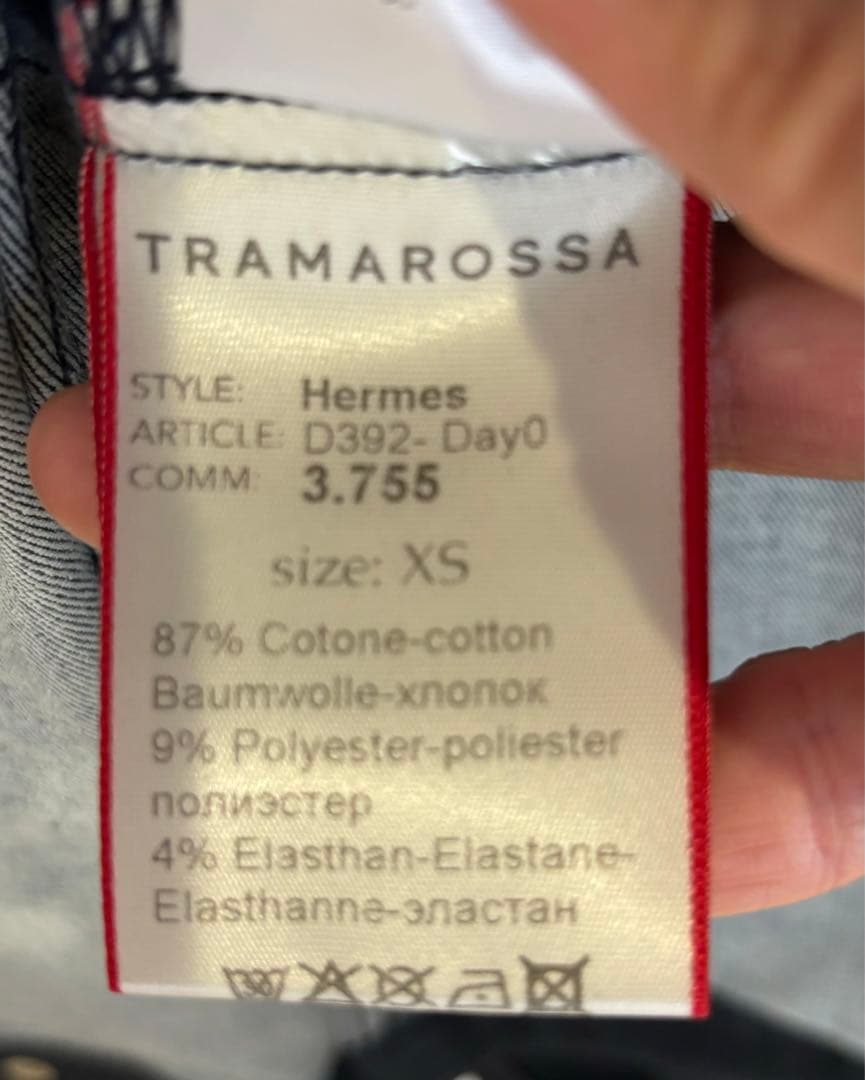 TRAMAROSSA
STYLE: Hermes
ARTICLE: D392- Day0
COMM: 3.755
size: XS
87% Cotone-cotton
Baumwolle-хлопок
9% Polyester-poliester
полиэстер
4% Elasthan-Elastane-
Elasthanne-эластан
30